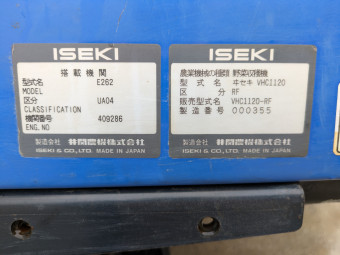 ISEKI
搭載機関
型式名 E262
MODEL
区分 UA04
CLASSIFICATION
機関番号 409286
ENG.NO
製造会社 井関農機株式会社
ISEKI & CO., LTD. MADE IN JAPAN
ISEKI
農業機械の種類 野菜収穫機
型式名 ヰセキ VHC1120
区分 RF
販売型式名 VHC1120-RF
製造番号 000355
製造会社 井関農機株式会社
ISEKI & CO., LTD. MADE IN JAPAN